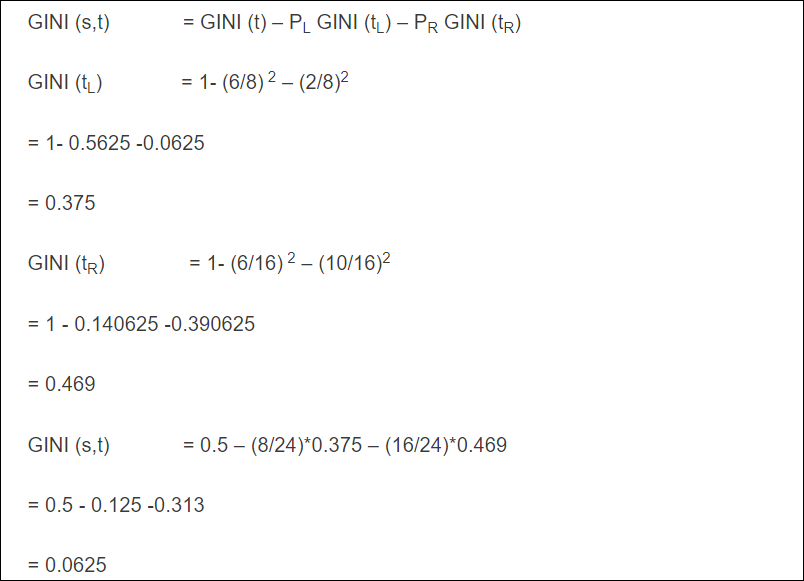 GINI (s,t) = GINI (t) – PL GINI (tL) – PR GINI (tR)
GINI (tL) = 1- (6/8) 2 – (2/8)2
= 1- 0.5625 -0.0625
= 0.375
GINI (tR) = 1- (6/16) 2 – (10/16)2
= 1 - 0.140625 -0.390625
= 0.469
GINI (s,t) = 0.5 – (8/24)*0.375 – (16/24)*0.469
= 0.5 - 0.125 -0.313
= 0.0625